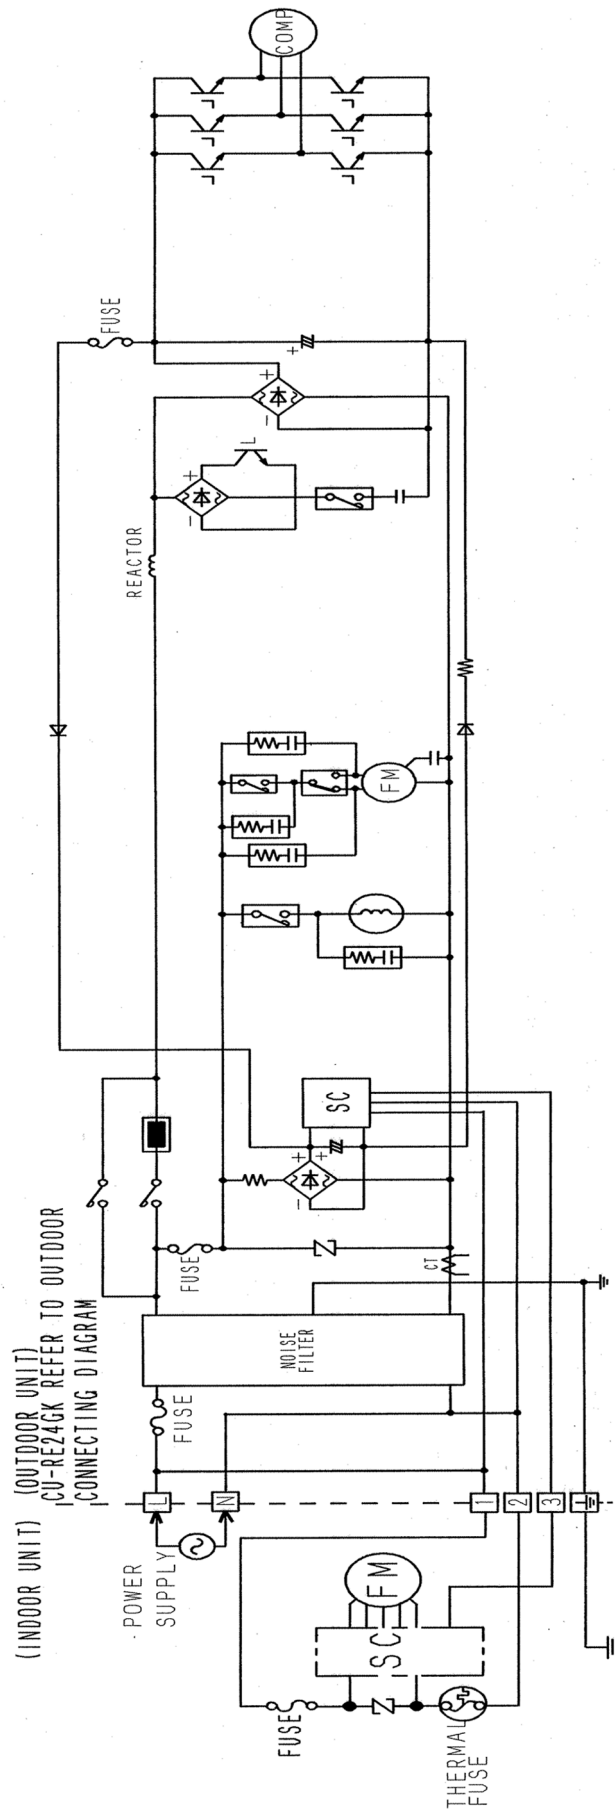 (INDOOR UNIT)
(OUTDOOR UNIT)
CU-RE24GK REFER TO OUTDOOR
CONNECTING DIAGRAM
POWER
SUPPLY
L
N
1
2
3
FUSE
NOISE
FILTER
FUSE
CT
SC
+
+
-
FM
REACTOR
-
+
L
-
+
+
FUSE
COMP
FUSE
SC
FM
THERMAL
FUSE